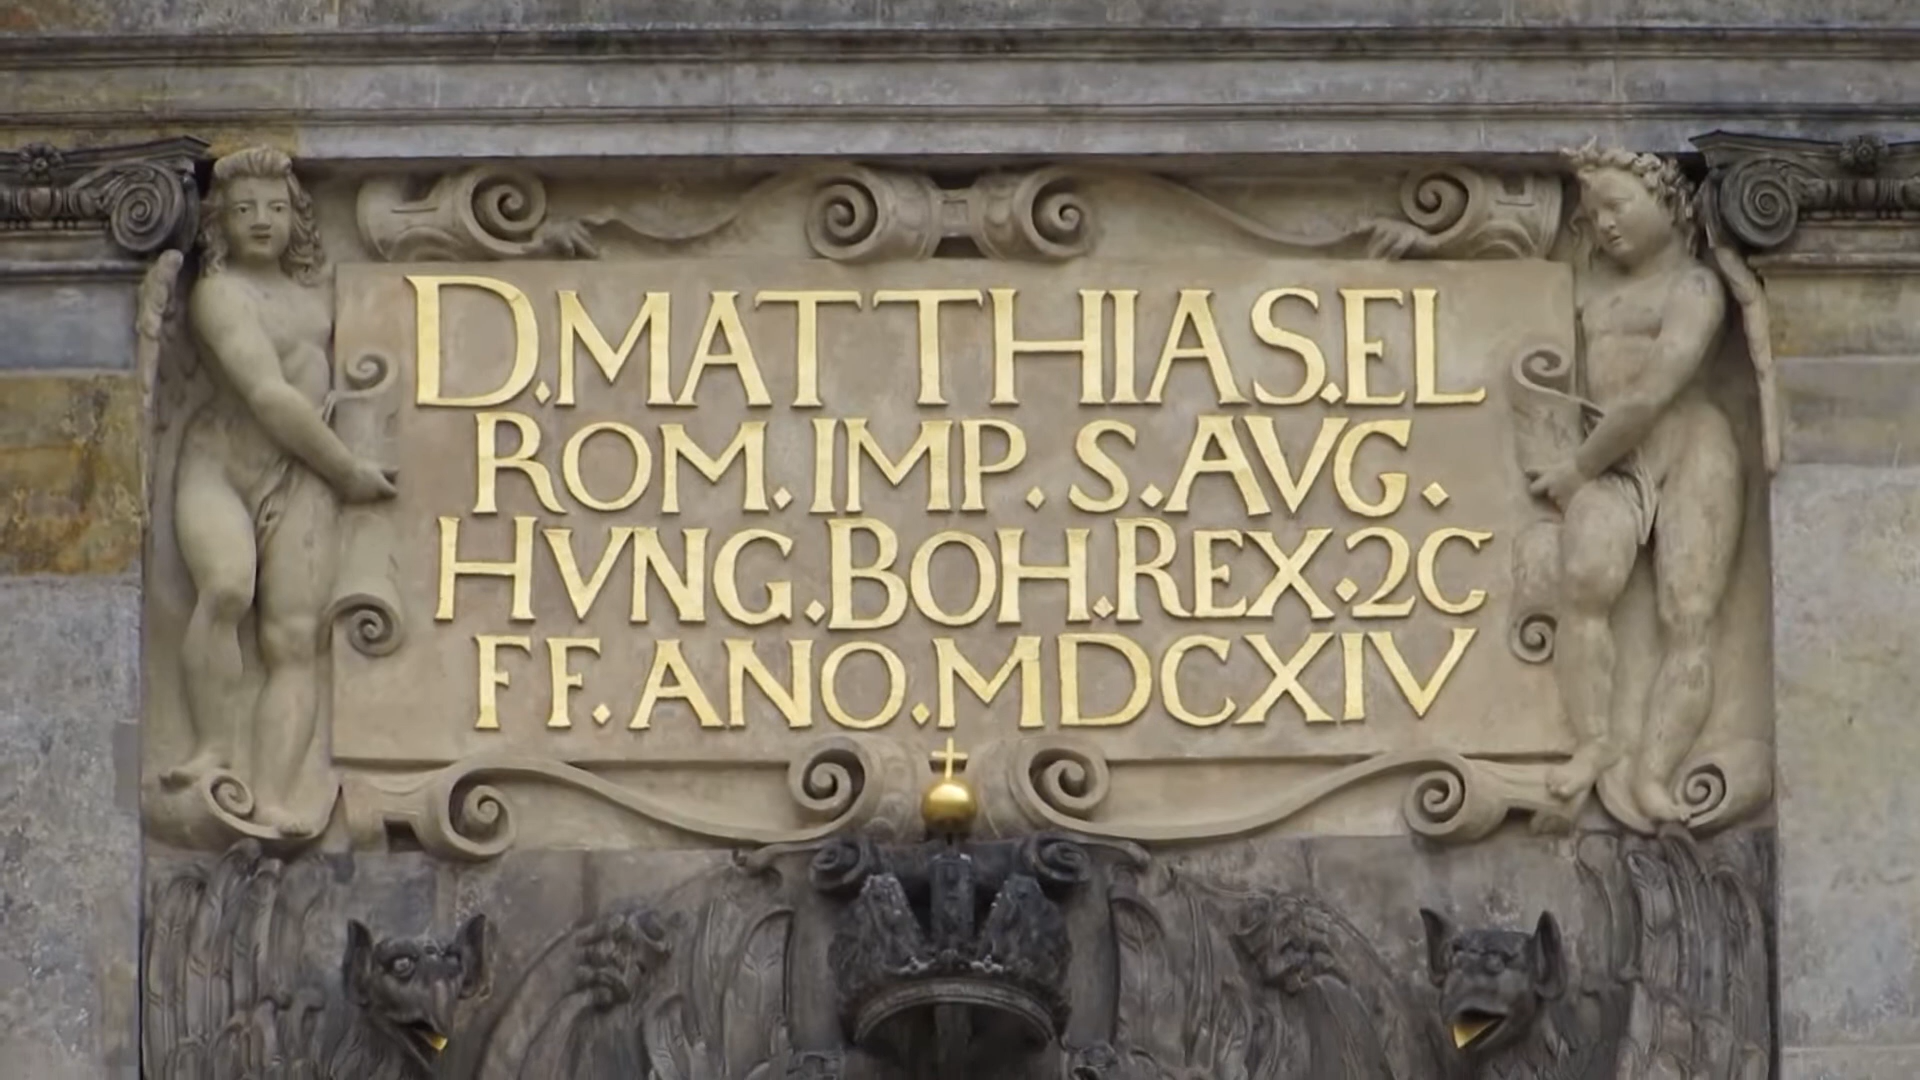 D.MATTHIAS.EL
ROM.IMP.S.AVG.
HVNG.BOH.REX.2C
FF.ANO.MDCXIV